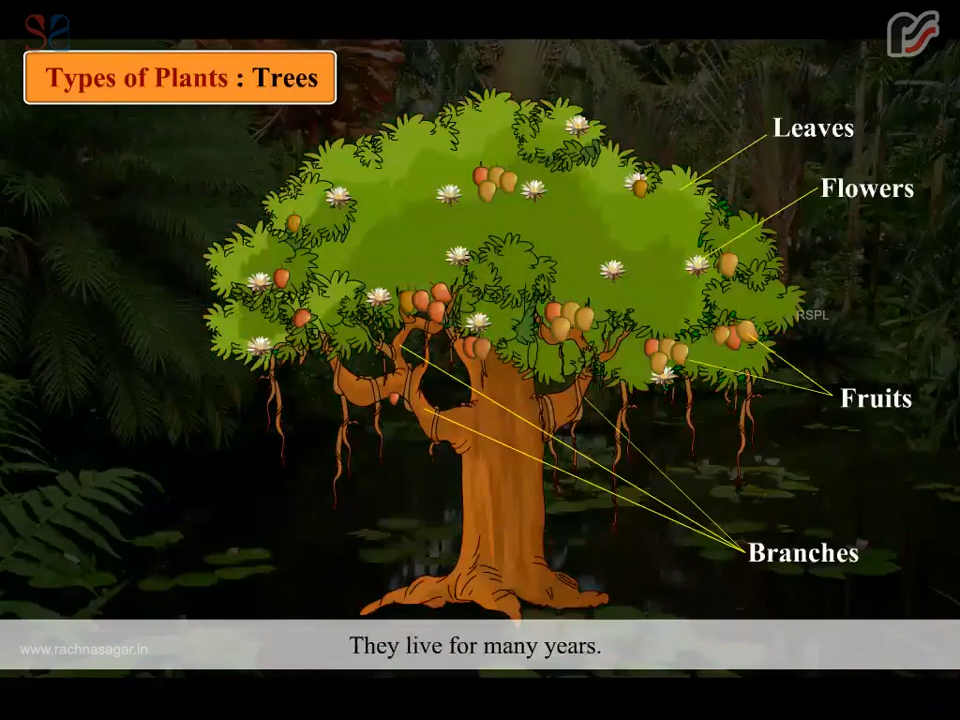 Types of Plants : Trees
Leaves
Flowers
RSPL
Fruits
Branches
www.rachnasagar.in
They live for many years.